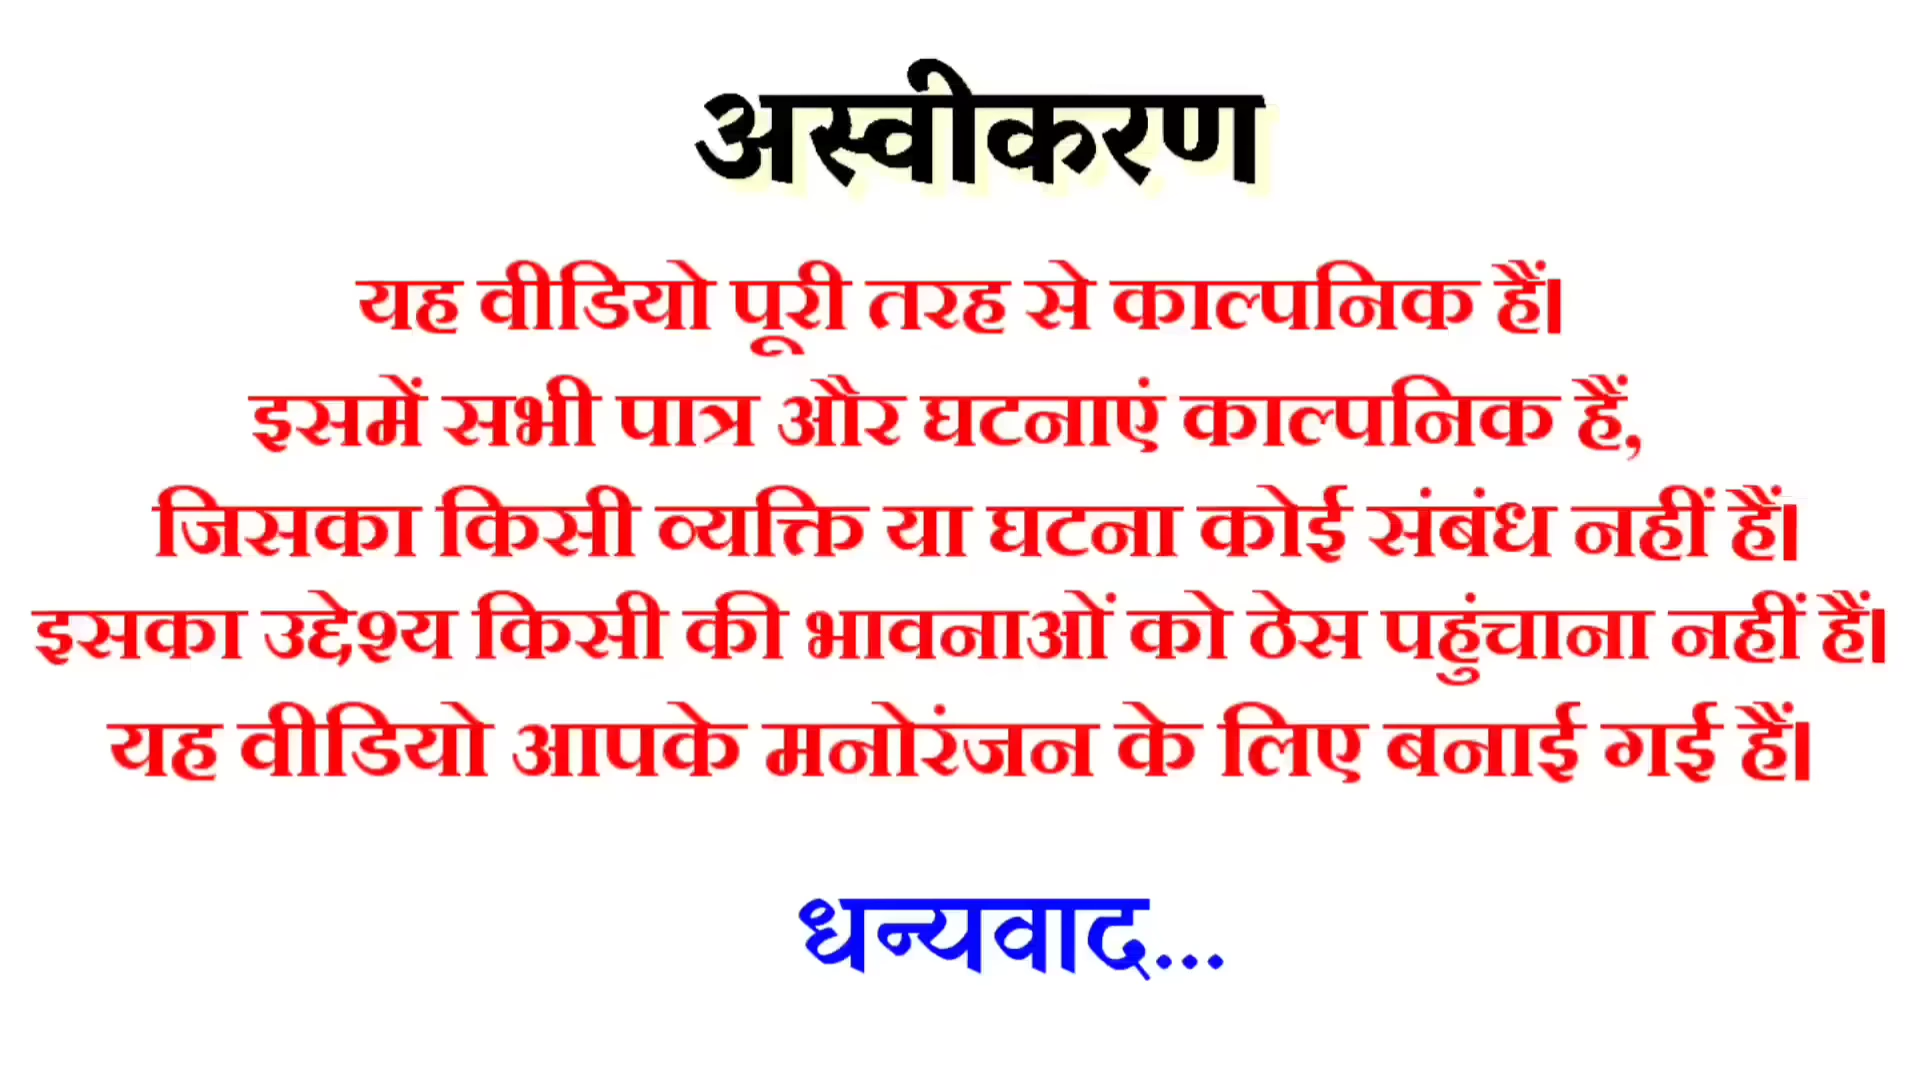 अस्वीकरण
यह वीडियो पूरी तरह से काल्पनिक हैं।
इसमें सभी पात्र और घटनाएं काल्पनिक हैं,
जिसका किसी व्यक्ति या घटना कोई संबंध नहीं हैं।
इसका उद्देश्य किसी की भावनाओं को ठेस पहुंचाना नहीं हैं।
यह वीडियो आपके मनोरंजन के लिए बनाई गई हैं।
धन्यवाद...